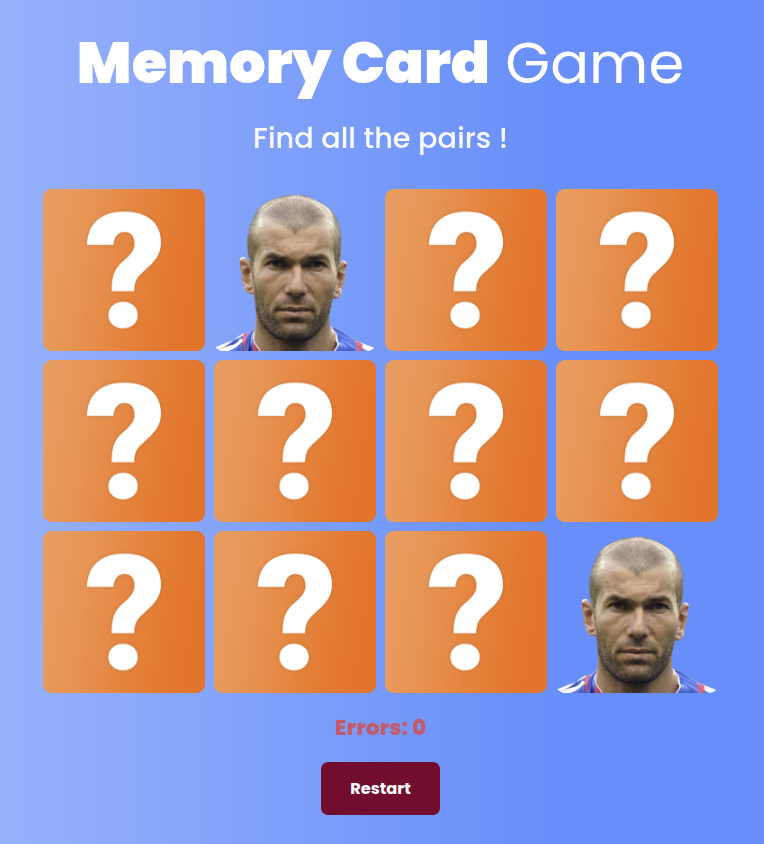 Memory Card Game
Find all the pairs !
? ? ?
? ? ? ?
? ? ?
Errors: 0
Restart